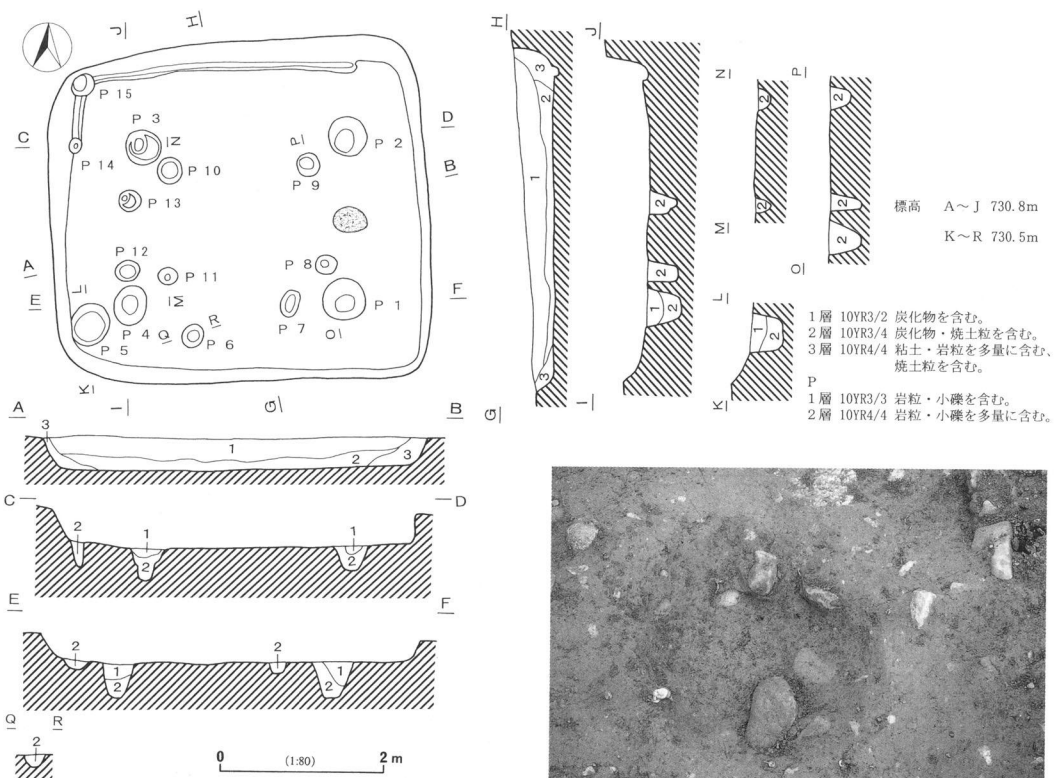 H
J
P 15
P 3
N
P
P 2
D
C
P 14
P 10
P 9
B
P 13
P 12
P 8
A
P 11
E
L
M
P 1
F
P 4
R
P 7
P 5
Q
P 6
O
K
I
G
H
3
2
1
3
G
J
2
2
1
2
I
N
2
2
M
P
2
2
2
O
L
1
2
K
標高 A～J 730.8m
K～R 730.5m
1層 10YR3/2 炭化物を含む。
2層 10YR3/4 炭化物・焼土粒を含む。
3層 10YR4/4 粘土・岩粒を多量に含む、
焼土粒を含む。
P
1層 10YR3/3 岩粒・小礫を含む。
2層 10YR4/4 岩粒・小礫を多量に含む。
A
B
3
1
2
3
C
D
2
1
1
2
2
E
F
2
1
2
2
1
2
Q
R
2
0
(1:80)
2 m